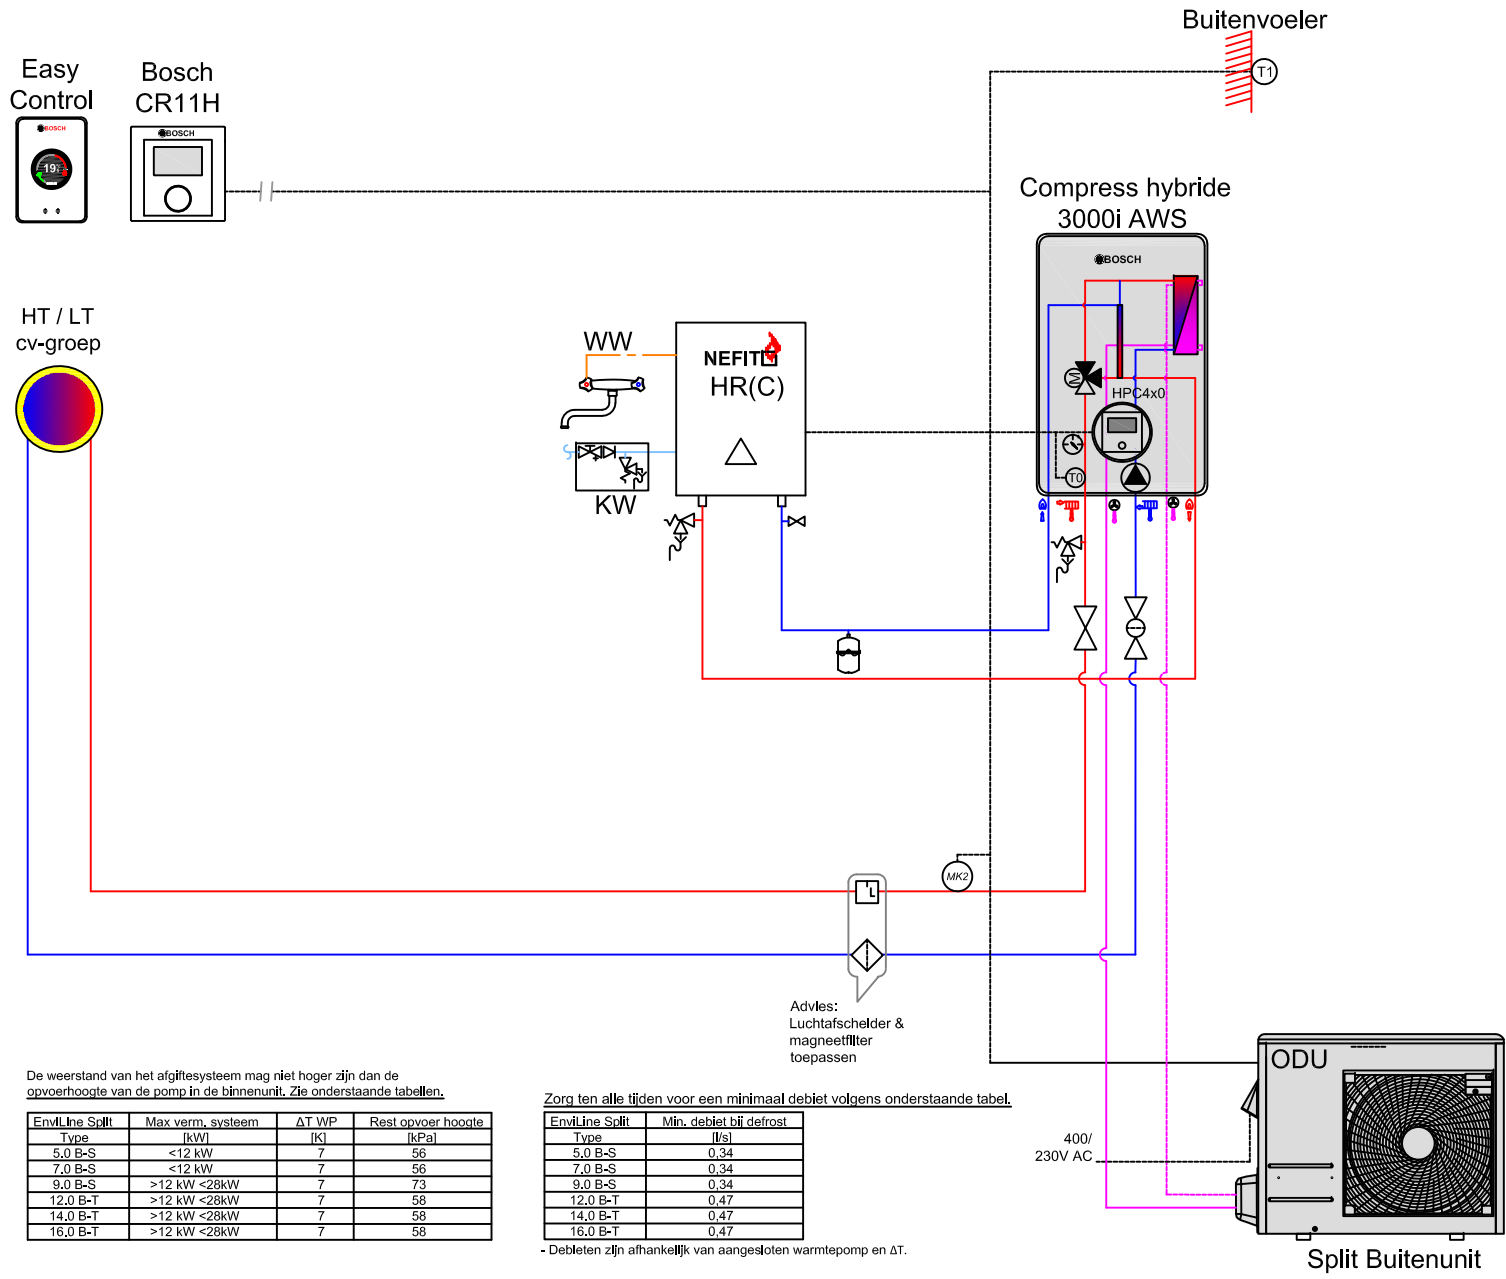 Buitenvoeler
T1
Easy
Control
Bosch
CR11H
BOSCH
19
BOSCH
Compress hybride
3000i AWS
BOSCH
HT / LT
cv-groep
WW
NEFIT
HR(C)
KW
M
HPC4x0
T0
MK2
L
Advies:
Luchtafscheider &
magneetfilter
toepassen
ODU
400/
230V AC
Split Buitenunit
De weerstand van het afgiftesysteem mag niet hoger zijn dan de
opvoerhoogte van de pomp in de binnenunit. Zie onderstaande tabellen.
EnviLine Split Max verm. systeem ΔT WP Rest opvoer hoogte
Type [kW] [K] [kPa]
5.0 B-S <12 kW 7 56
7.0 B-S <12 kW 7 56
9.0 B-S >12 kW <28kW 7 73
12.0 B-T >12 kW <28kW 7 58
14.0 B-T >12 kW <28kW 7 58
16.0 B-T >12 kW <28kW 7 58
Zorg ten alle tijden voor een minimaal debiet volgens onderstaande tabel.
EnviLine Split Min. debiet bij defrost
Type [l/s]
5.0 B-S 0,34
7.0 B-S 0,34
9.0 B-S 0,34
12.0 B-T 0,47
14.0 B-T 0,47
16.0 B-T 0,47
- Debieten zijn afhankelijk van aangesloten warmtepomp en ΔT.